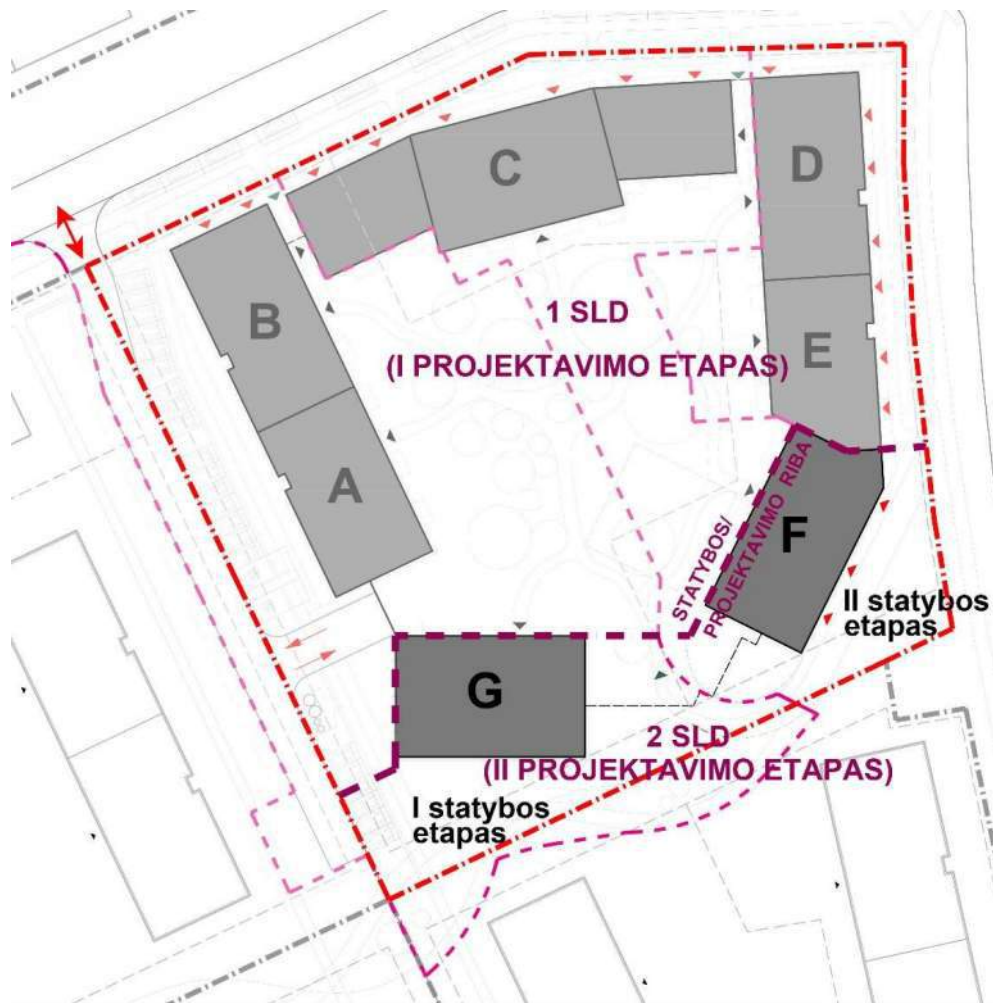 C
D
B
1 SLD
(I PROJEKTAVIMO ETAPAS)
E
A
STATYBOS/
PROJEKTAVIMO RIBA
F
II statybos
etapas
G
2 SLD
(II PROJEKTAVIMO ETAPAS)
I statybos
etapas